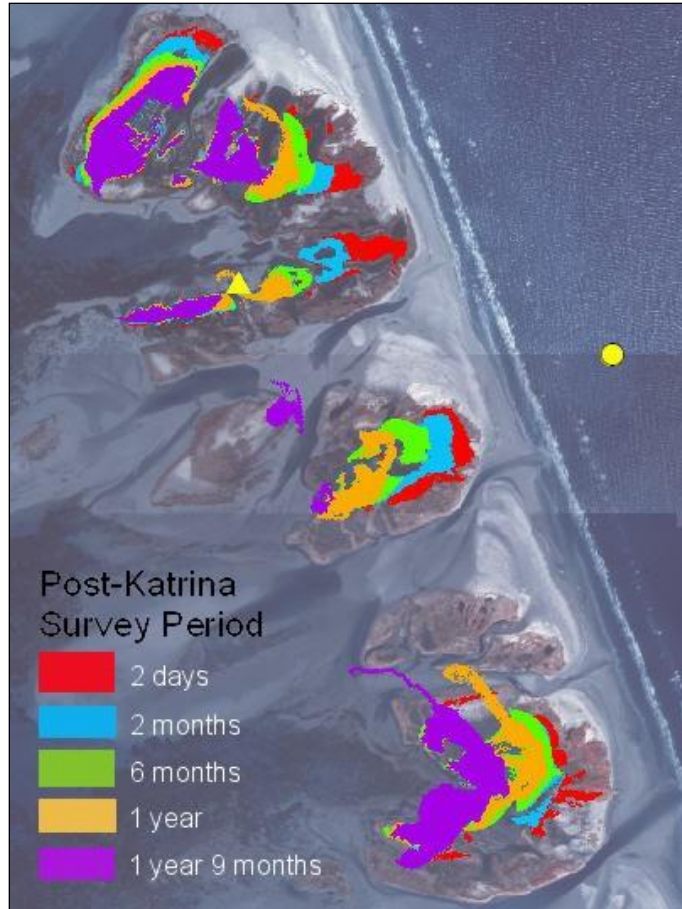 Post-Katrina
Survey Period
2 days
2 months
6 months
1 year
1 year 9 months